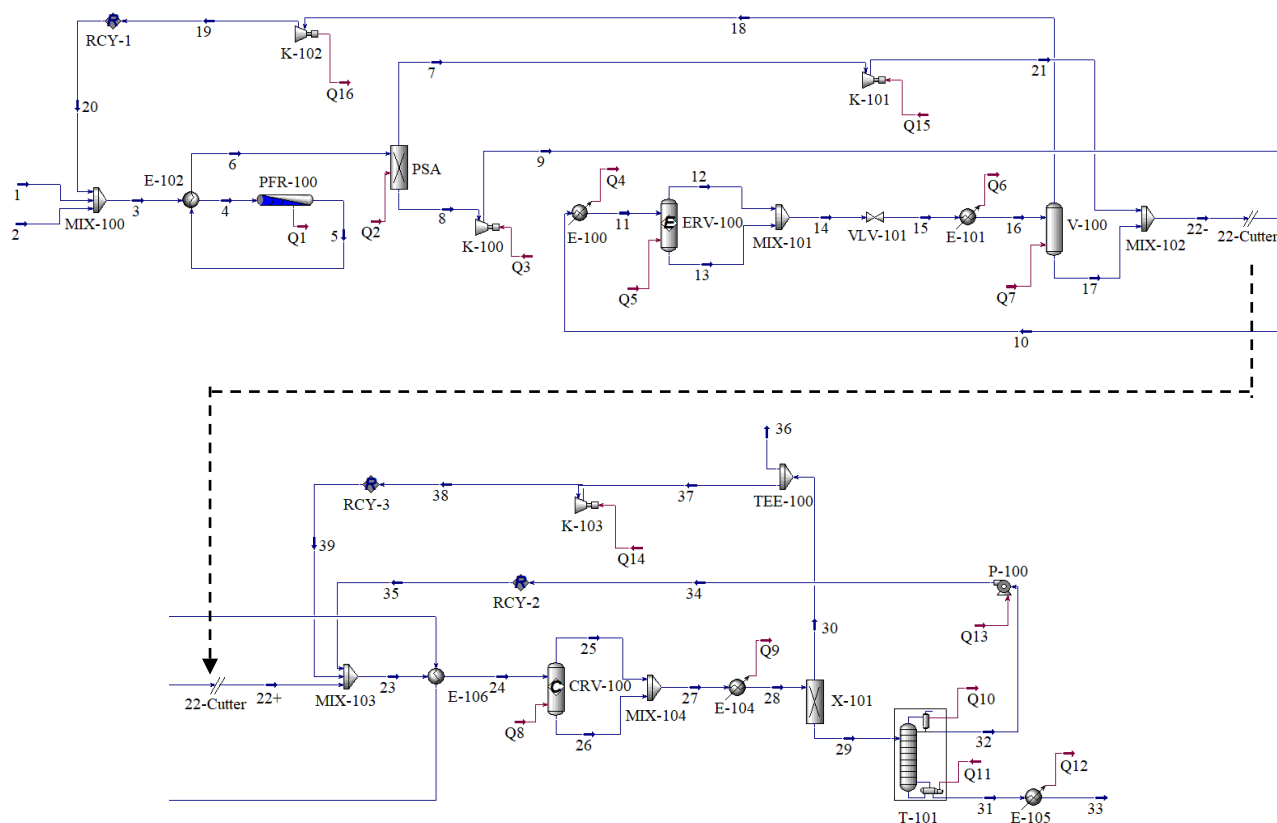 18
RCY-1
19
K-102
7
21
K-101
20
Q16
Q15
9
6
PSA
1
E-102
PFR-100
2
MIX-100
3
4
Q1
5
Q2
8
K-100
Q3
Q4
E-100
11
12
ERV-100
13
Q5
MIX-101
14
VLV-101
15
Q6
E-101
16
V-100
Q7
17
MIX-102
22-
22-Cutter
10
36
RCY-3
38
K-103
37
TEE-100
39
Q14
P-100
35
RCY-2
34
Q13
30
25
Q9
CRV-100
22-Cutter
22+
MIX-103
23
E-106
24
Q8
26
MIX-104
27
E-104
28
X-101
29
Q10
32
Q11
Q12
T-101
31
E-105
33
R
R
R
E
C